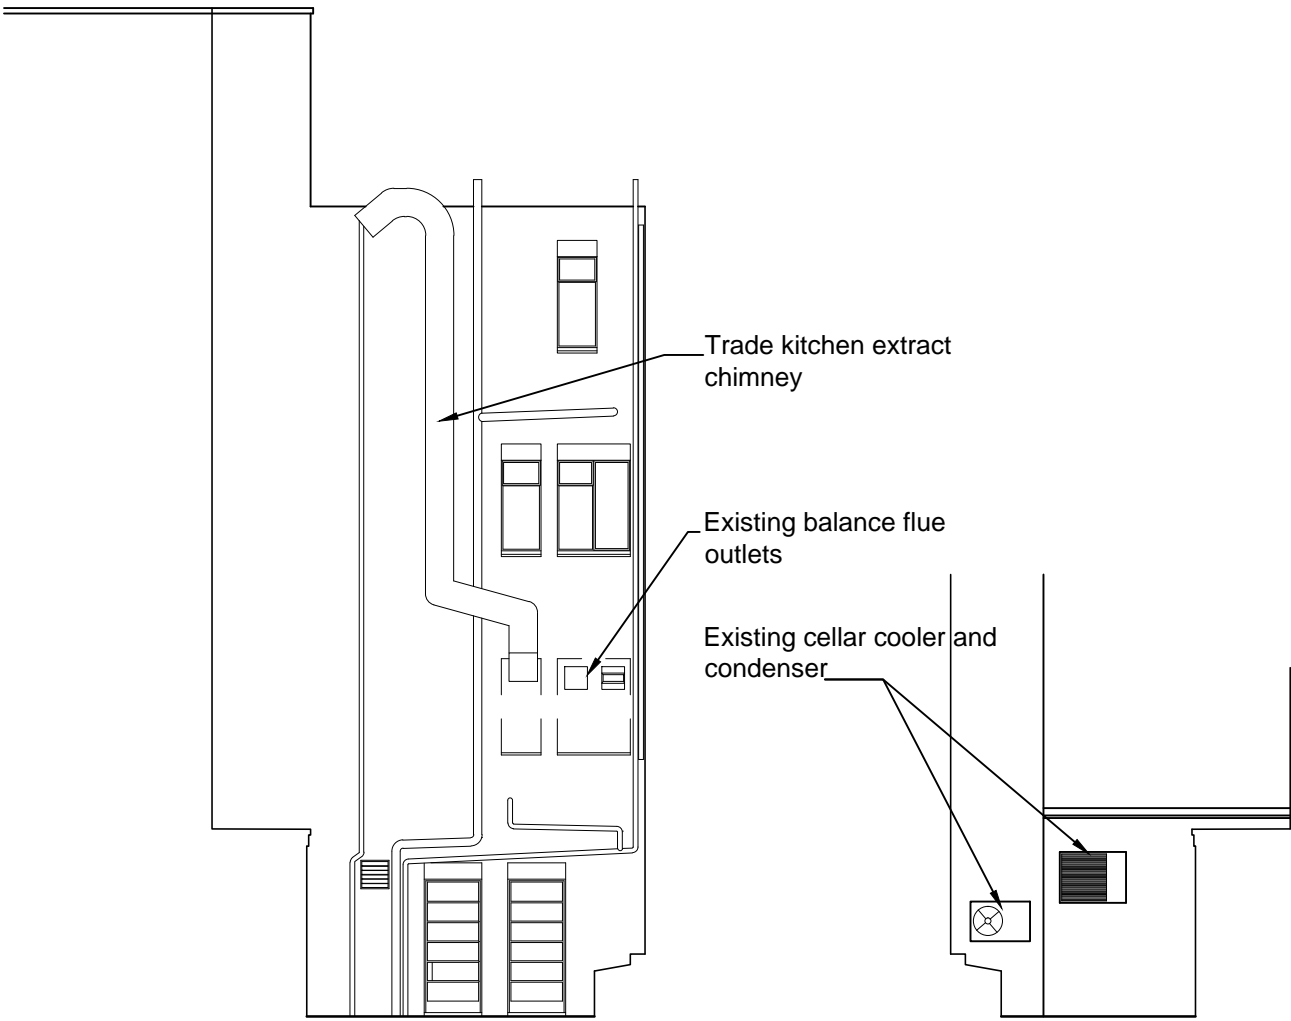 Trade kitchen extract
chimney
Existing balance flue
outlets
Existing cellar cooler and
condenser